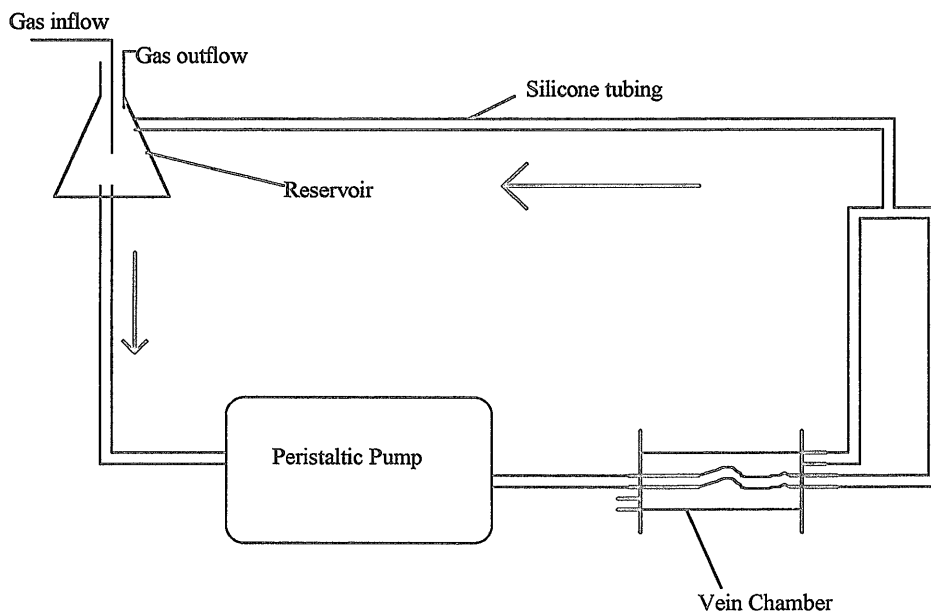 Gas inflow
Gas outflow
Silicone tubing
Reservoir
Peristaltic Pump
Vein Chamber